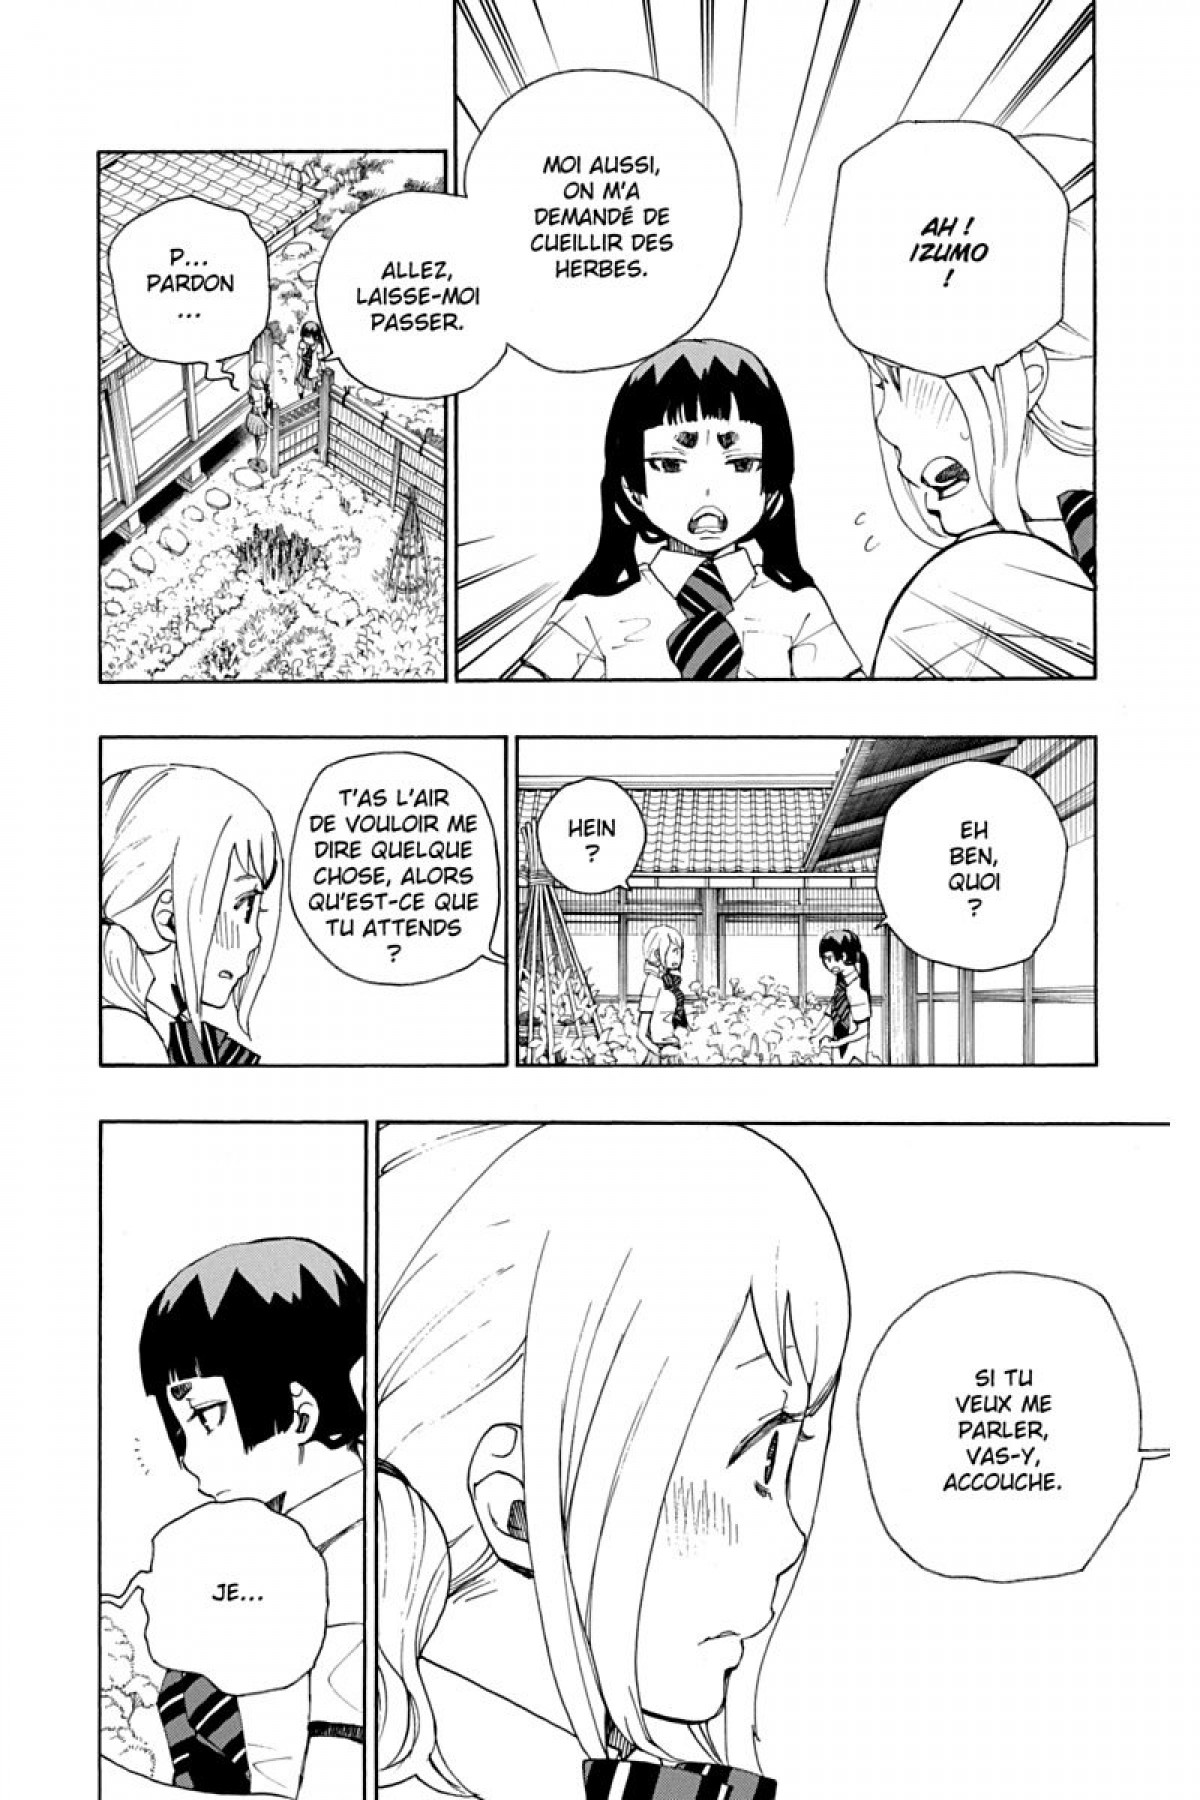 AH !
IZUMO
!
MOI AUSSI,
ON M'A
DEMANDÉ DE
CUEILLIR DES
HERBES.
ALLEZ,
LAISSE-MOI
PASSER.
P...
PARDON
...
EH
BEN,
QUOI
?
HEIN
?
T'AS L'AIR
DE VOULOIR ME
DIRE QUELQUE
CHOSE, ALORS
QU'EST-CE QUE
TU ATTENDS
?
SI TU
VEUX ME
PARLER,
VAS-Y,
ACCOUCHE.
JE...